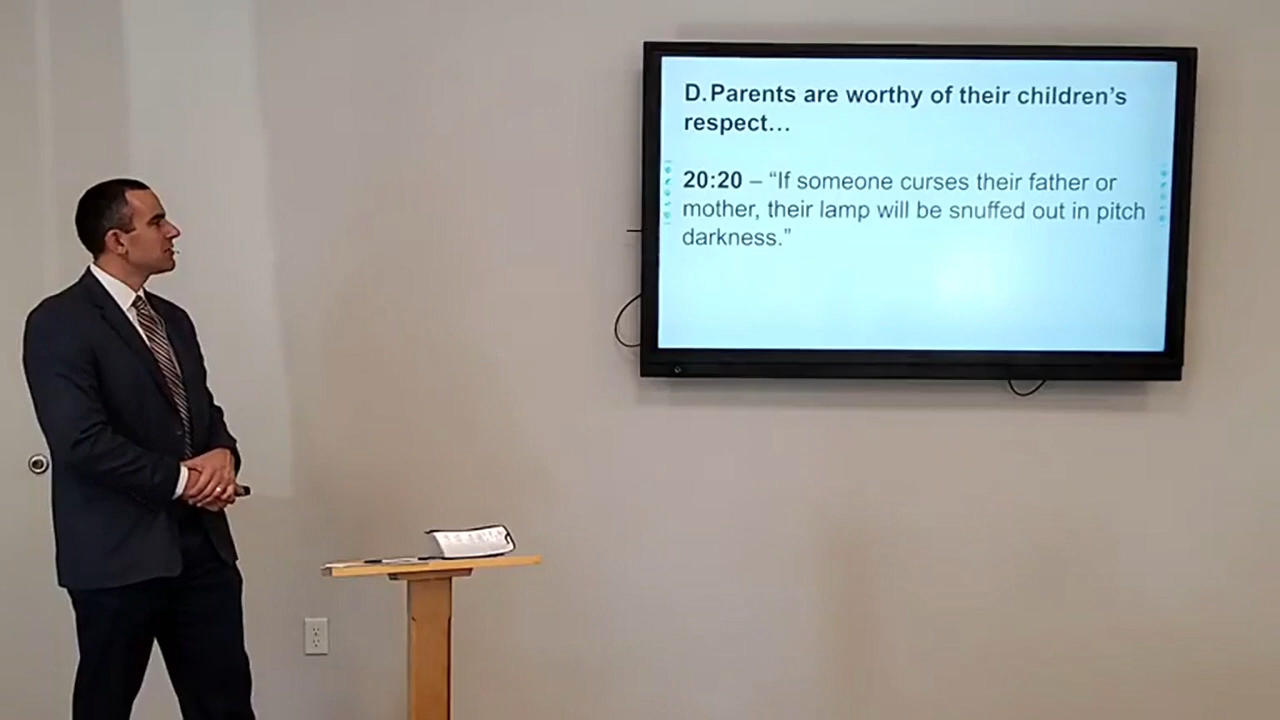 D. Parents are worthy of their children’s
respect…
20:20 – “If someone curses their father or
mother, their lamp will be snuffed out in pitch
darkness.”